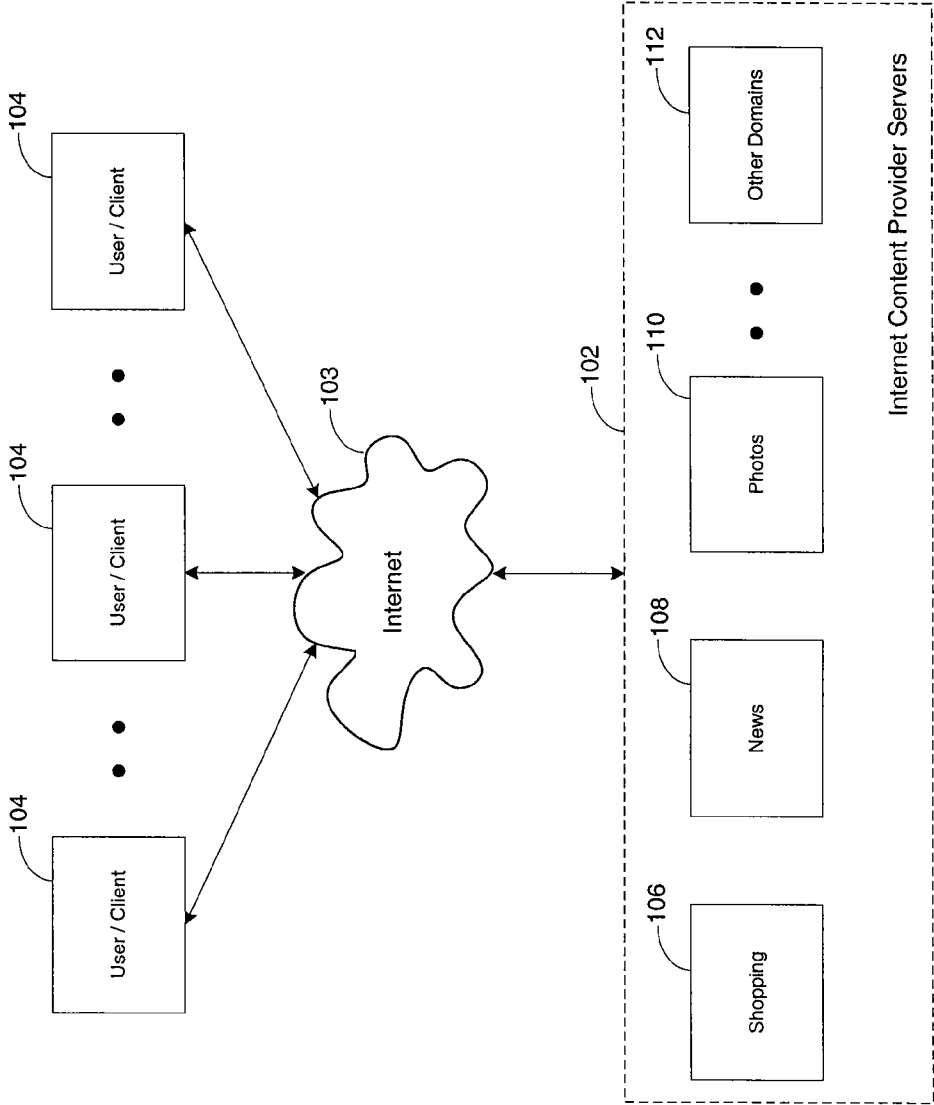 104
User / Client
104
User / Client
104
User / Client
103
Internet
102
106
Shopping
108
News
110
Photos
112
Other Domains
Internet Content Provider Servers